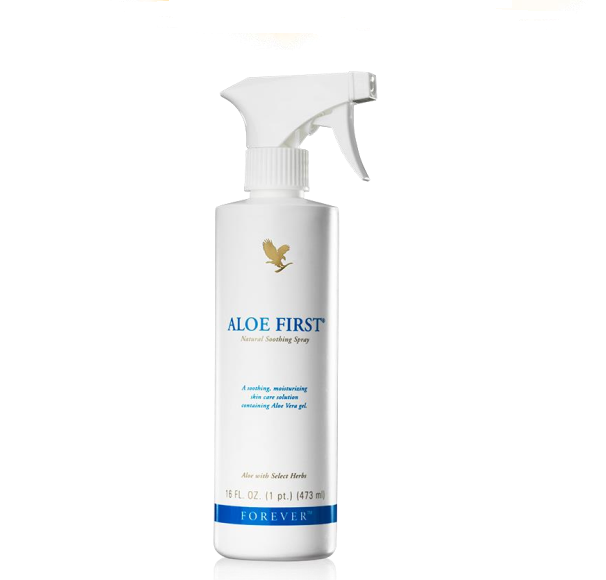 ALOE FIRST®
Natural Soothing Spray
A soothing, moisturizing
skin care solution
containing Aloe Vera gel.
Aloe with Select Herbs
16 FL. OZ. (1 pt.) (473 ml)
FOREVER™